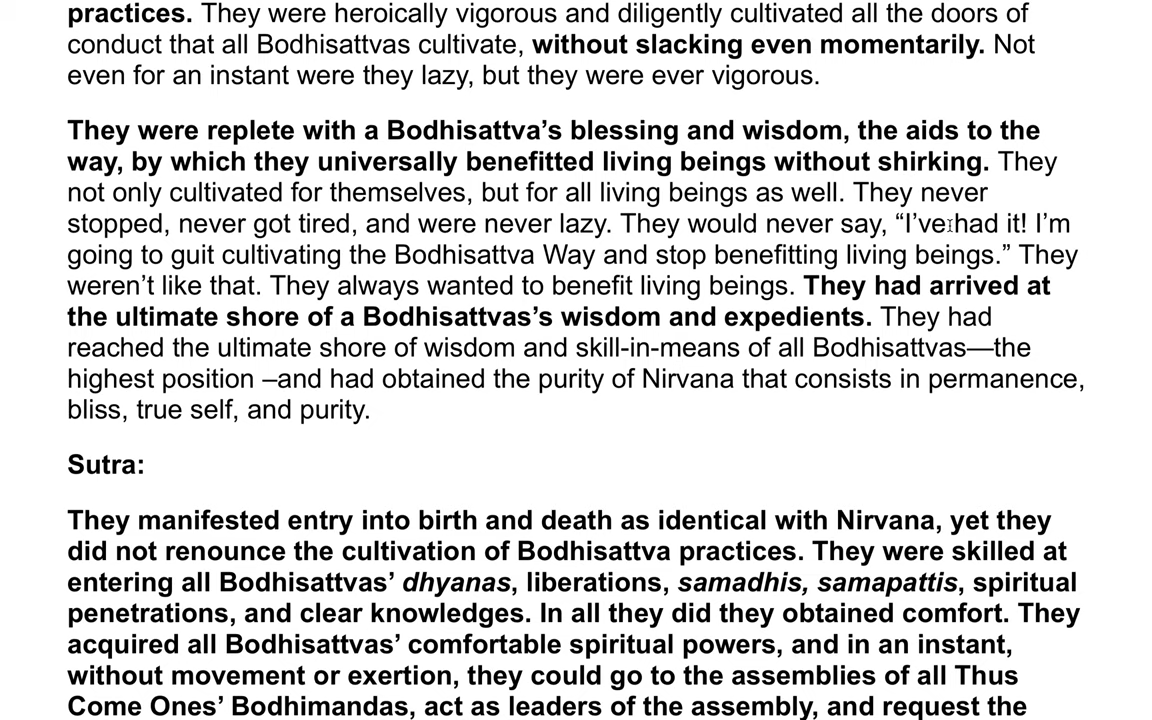 practices. They were heroically vigorous and diligently cultivated all the doors of
conduct that all Bodhisattvas cultivate, without slacking even momentarily. Not
even for an instant were they lazy, but they were ever vigorous.
They were replete with a Bodhisattva’s blessing and wisdom, the aids to the
way, by which they universally benefitted living beings without shirking. They
not only cultivated for themselves, but for all living beings as well. They never
stopped, never got tired, and were never lazy. They would never say, “I’ve had it! I’m
going to guit cultivating the Bodhisattva Way and stop benefitting living beings.” They
weren’t like that. They always wanted to benefit living beings. They had arrived at
the ultimate shore of a Bodhisattvas’s wisdom and expedients. They had
reached the ultimate shore of wisdom and skill-in-means of all Bodhisattvas—the
highest position –and had obtained the purity of Nirvana that consists in permanence,
bliss, true self, and purity.
Sutra:
They manifested entry into birth and death as identical with Nirvana, yet they
did not renounce the cultivation of Bodhisattva practices. They were skilled at
entering all Bodhisattvas’ dhyanas, liberations, samadhis, samapattis, spiritual
penetrations, and clear knowledges. In all they did they obtained comfort. They
acquired all Bodhisattvas’ comfortable spiritual powers, and in an instant,
without movement or exertion, they could go to the assemblies of all Thus
Come Ones’ Bodhimandas, act as leaders of the assembly, and request the